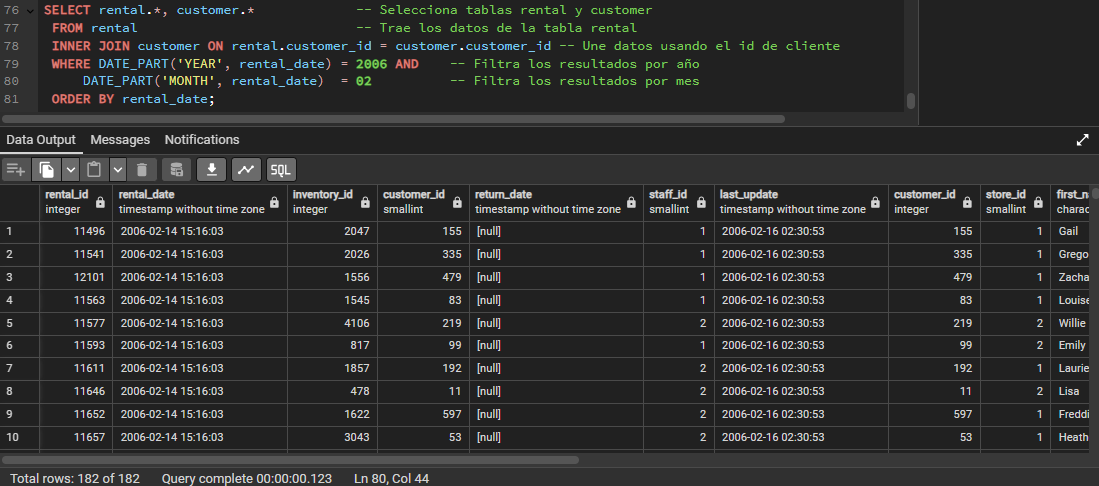 76 SELECT rental.*, customer.* -- Selecciona tablas rental y customer
77 FROM rental -- Trae los datos de la tabla rental
78 INNER JOIN customer ON rental.customer_id = customer.customer_id -- Une datos usando el id de cliente
79 WHERE DATE_PART('YEAR', rental_date) = 2006 AND -- Filtra los resultados por año
80 DATE_PART('MONTH', rental_date) = 02 -- Filtra los resultados por mes
81 ORDER BY rental_date;
Data Output Messages Notifications
SQL
rental_id rental_date inventory_id customer_id return_date staff_id last_update customer_id store_id first_n
integer timestamp without time zone integer smallint timestamp without time zone smallint timestamp without time zone integer smallint charac
1 11496 2006-02-14 15:16:03 2047 155 [null] 1 2006-02-16 02:30:53 155 1 Gail
2 11541 2006-02-14 15:16:03 2026 335 [null] 1 2006-02-16 02:30:53 335 1 Grego
3 12101 2006-02-14 15:16:03 1556 479 [null] 1 2006-02-16 02:30:53 479 1 Zacha
4 11563 2006-02-14 15:16:03 1545 83 [null] 1 2006-02-16 02:30:53 83 1 Louise
5 11577 2006-02-14 15:16:03 4106 219 [null] 2 2006-02-16 02:30:53 219 2 Willie
6 11593 2006-02-14 15:16:03 817 99 [null] 1 2006-02-16 02:30:53 99 2 Emily
7 11611 2006-02-14 15:16:03 1857 192 [null] 2 2006-02-16 02:30:53 192 1 Laurie
8 11646 2006-02-14 15:16:03 478 11 [null] 2 2006-02-16 02:30:53 11 2 Lisa
9 11652 2006-02-14 15:16:03 1622 597 [null] 2 2006-02-16 02:30:53 597 1 Freddi
10 11657 2006-02-14 15:16:03 3043 53 [null] 2 2006-02-16 02:30:53 53 1 Heath
Total rows: 182 of 182 Query complete 00:00:00.123 Ln 80, Col 44